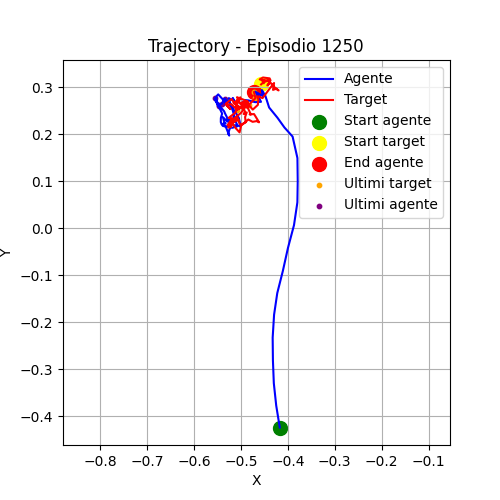 Trajectory - Episodio 1250
Agente
Target
Start agente
Start target
End agente
Ultimi target
Ultimi agente
0.3
0.2
0.1
0.0
−0.1
−0.2
−0.3
−0.4
Y
−0.8
−0.7
−0.6
−0.5
−0.4
−0.3
−0.2
−0.1
X